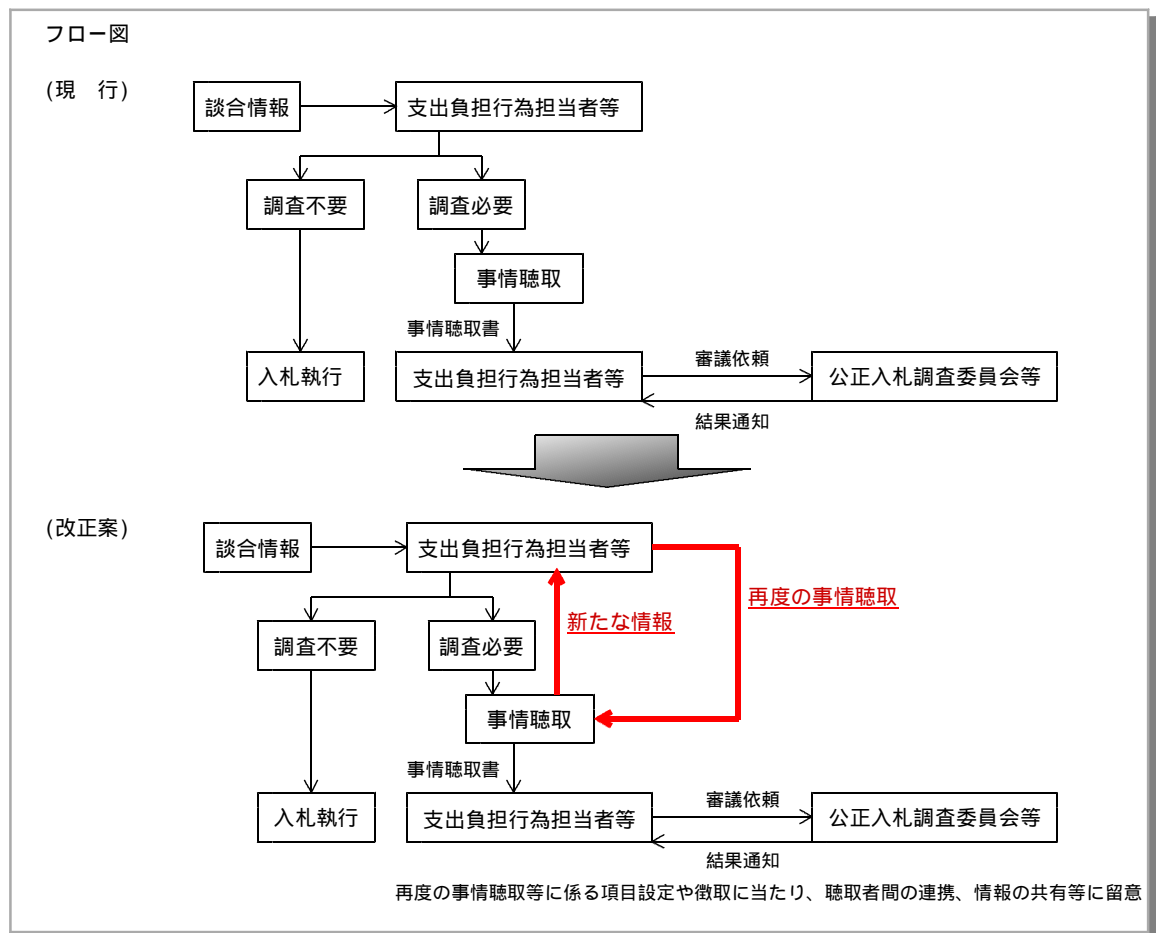 フロー図
(現　行)
談合情報
支出負担行為担当者等
調査不要
調査必要
事情聴取
事情聴取書
入札執行
支出負担行為担当者等
審議依頼
公正入札調査委員会等
結果通知
(改正案)
談合情報
支出負担行為担当者等
再度の事情聴取
新たな情報
調査不要
調査必要
事情聴取
事情聴取書
入札執行
支出負担行為担当者等
審議依頼
公正入札調査委員会等
結果通知
再度の事情聴取等に係る項目設定や徴取に当たり、聴取者間の連携、情報の共有等に留意